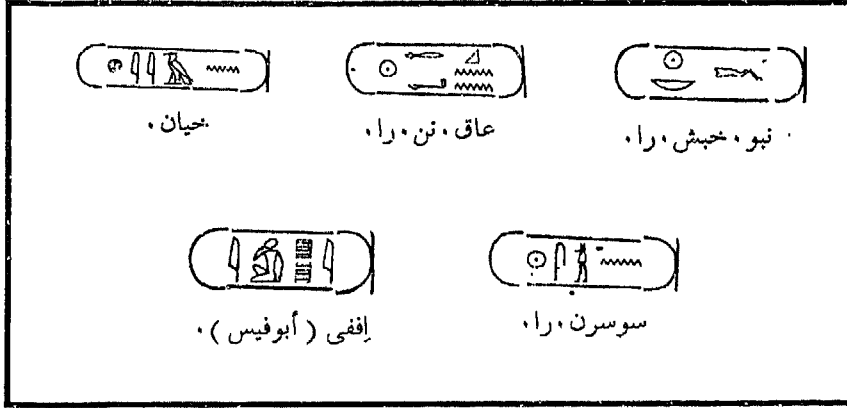 نبو ، خبش ، را ،
عاق ، نن ، را ،
خيان ،
سوسرن ، را ،
إففى ( أبوفيس ) ،